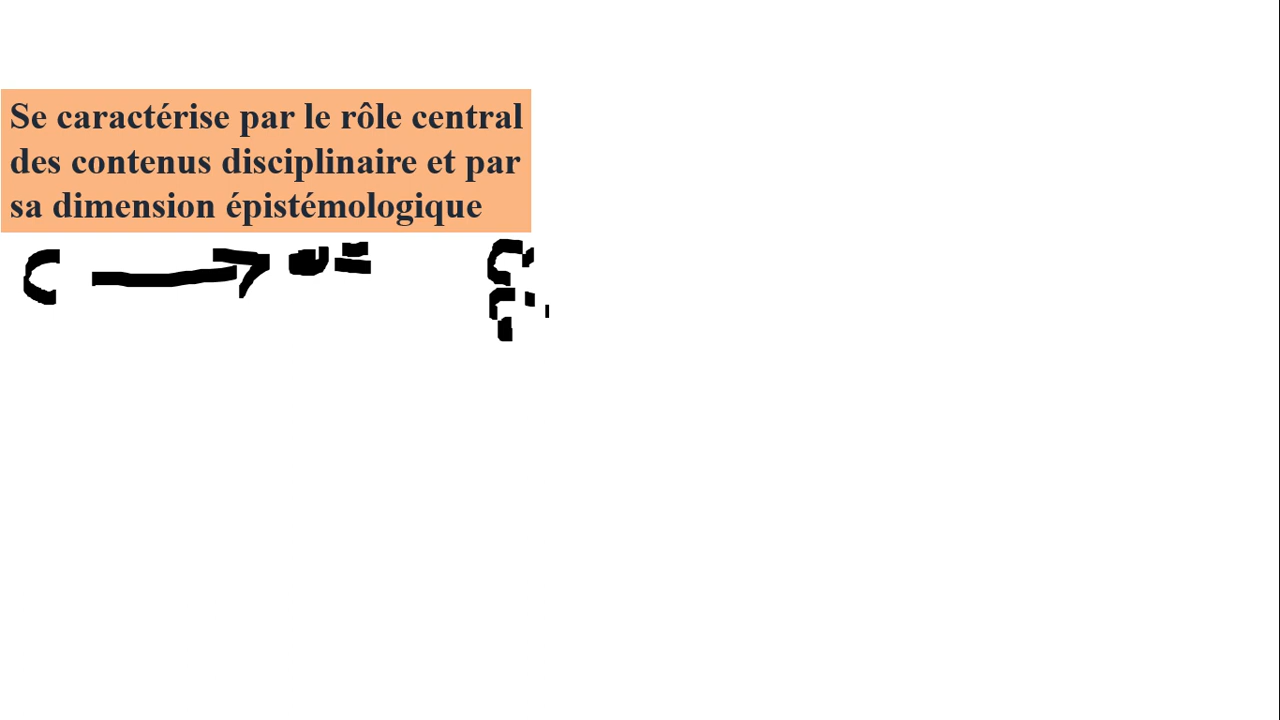 Se caractérise par le rôle central
des contenus disciplinaire et par
sa dimension épistémologique